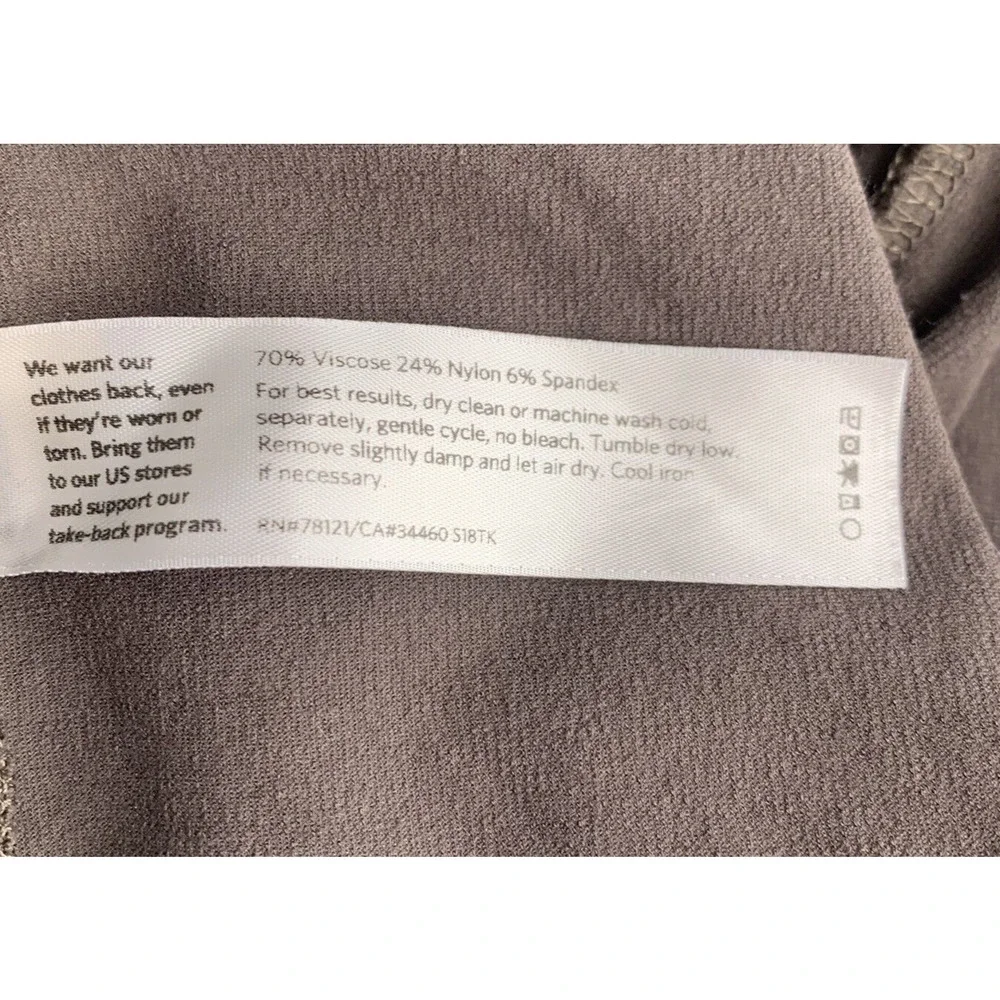 We want our
clothes back, even
if they're worn or
torn. Bring them
to our US stores
and support our
take-back program.
70% Viscose 24% Nylon 6% Spandex
For best results, dry clean or machine wash cold,
separately, gentle cycle, no bleach. Tumble dry low.
Remove slightly damp and let air dry. Cool iron
if necessary.
RN#78121/CA#34460 S18TK